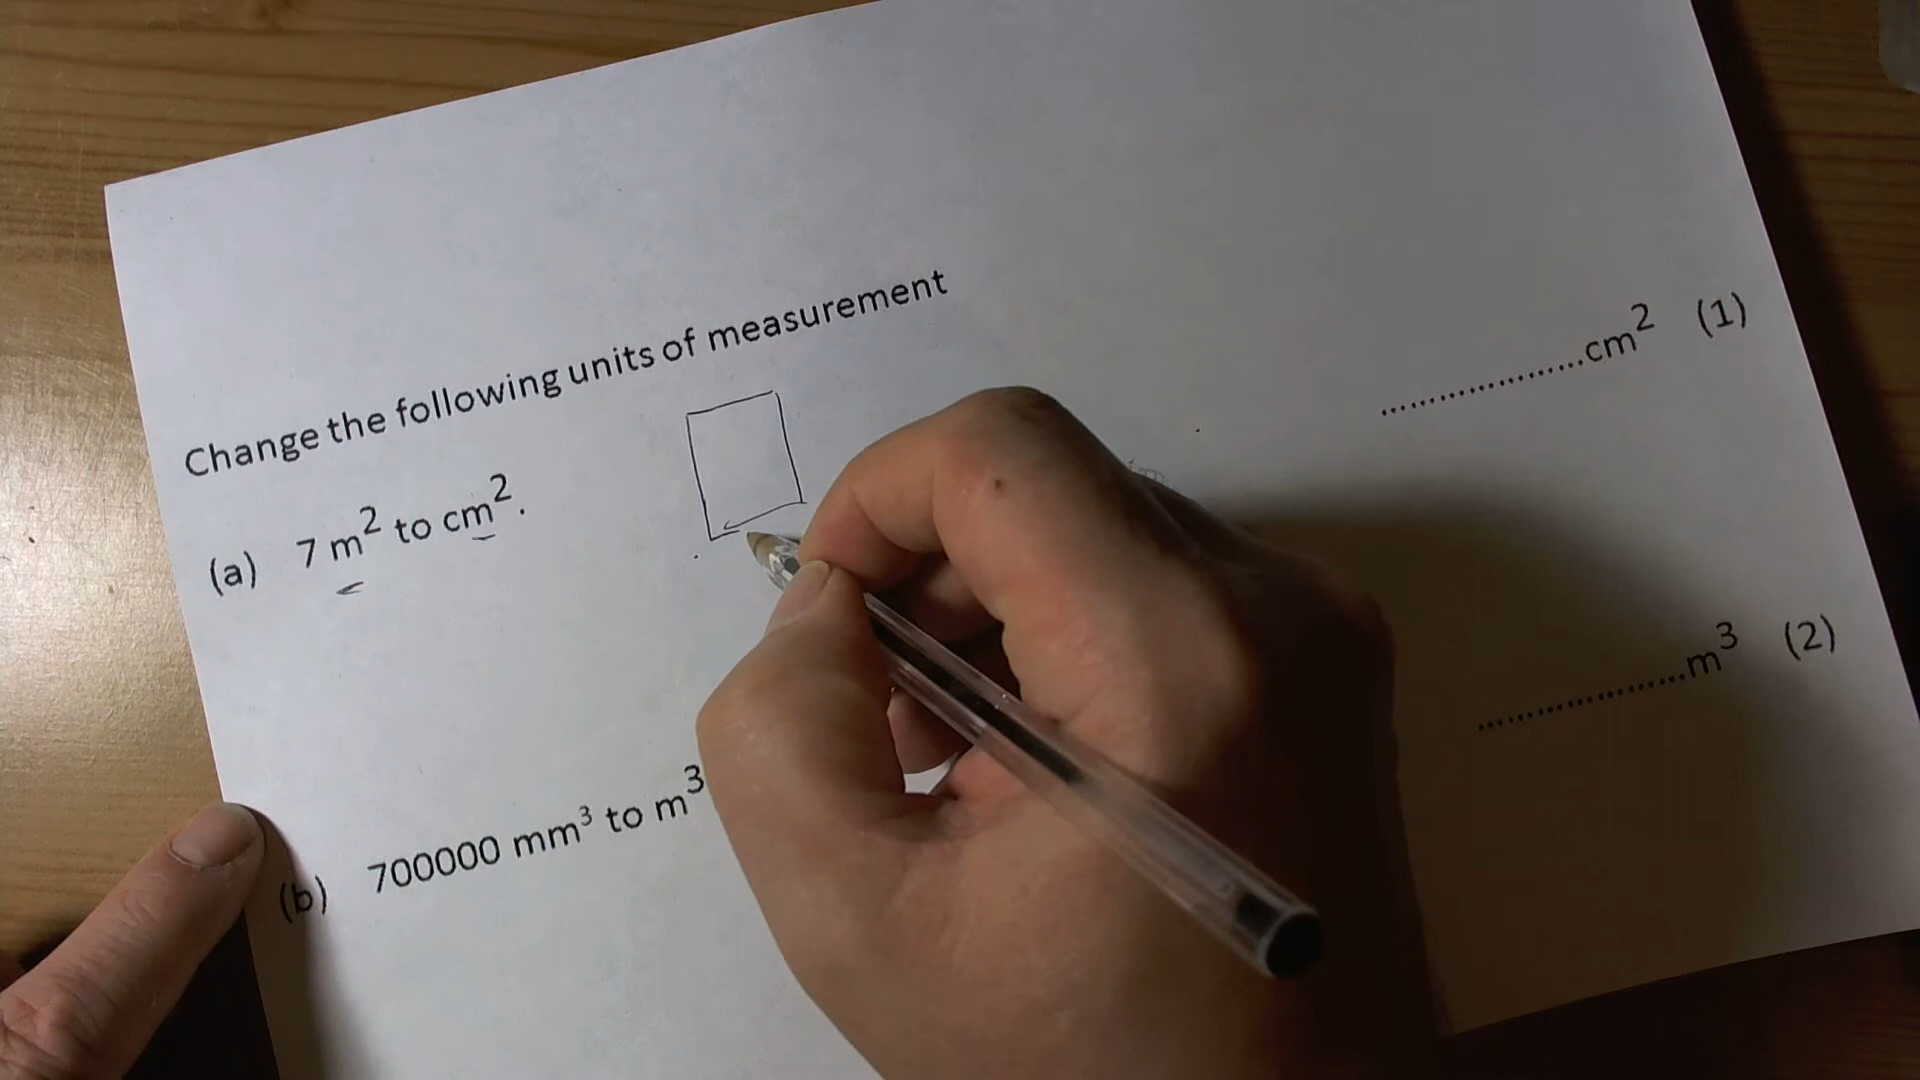 Change the following units of measurement
(a) 7 m² to cm².
....................cm² (1)
(b) 700000 mm³ to m³
....................m³ (2)